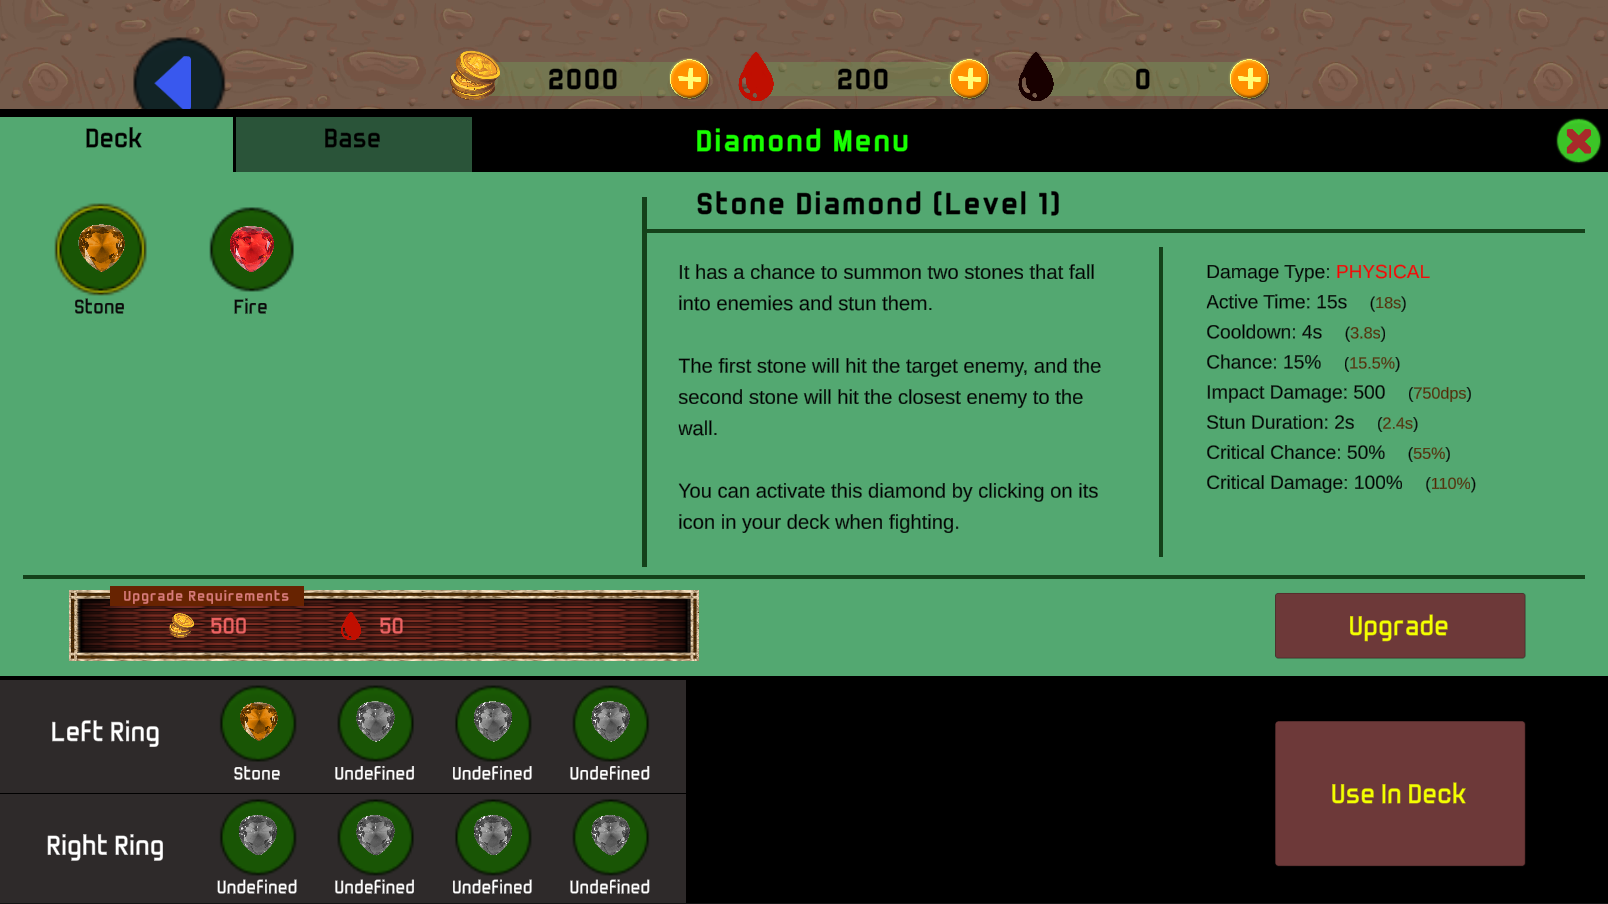 2000
200
0
Deck
Base
Diamond Menu
Stone
Fire
Stone Diamond (Level 1)
It has a chance to summon two stones that fall
into enemies and stun them.
The first stone will hit the target enemy, and the
second stone will hit the closest enemy to the
wall.
You can activate this diamond by clicking on its
icon in your deck when fighting.
Damage Type: PHYSICAL
Active Time: 15s (18s)
Cooldown: 4s (3.8s)
Chance: 15% (15.5%)
Impact Damage: 500 (750dps)
Stun Duration: 2s (2.4s)
Critical Chance: 50% (55%)
Critical Damage: 100% (110%)
Upgrade Requirements
500
50
Upgrade
Left Ring
Stone
Undefined
Undefined
Undefined
Right Ring
Undefined
Undefined
Undefined
Undefined
Use In Deck